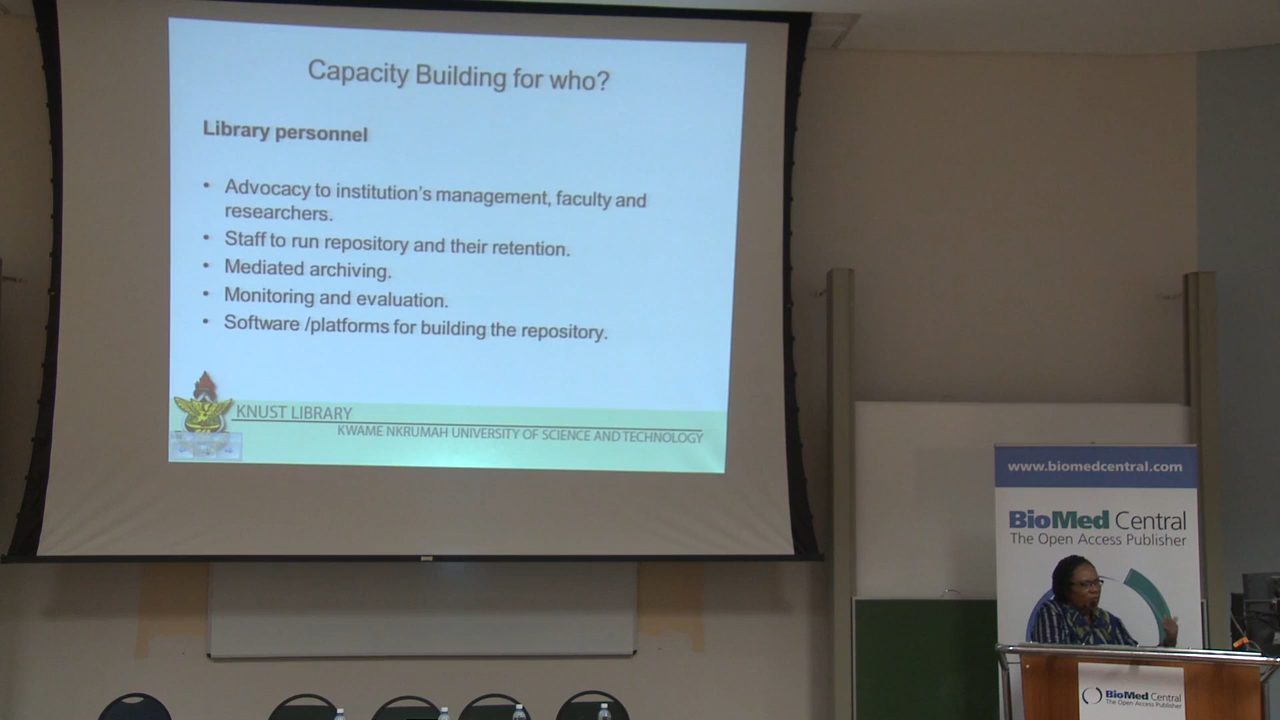 Capacity Building for who?
Library personnel
• Advocacy to institution's management, faculty and
researchers.
• Staff to run repository and their retention.
• Mediated archiving.
• Monitoring and evaluation.
• Software /platforms for building the repository.
KNUST LIBRARY
KWAME NKRUMAH UNIVERSITY OF SCIENCE AND TECHNOLOGY
www.biomedcentral.com
BioMed Central
The Open Access Publisher
BioMed Central
The Open Access Publisher